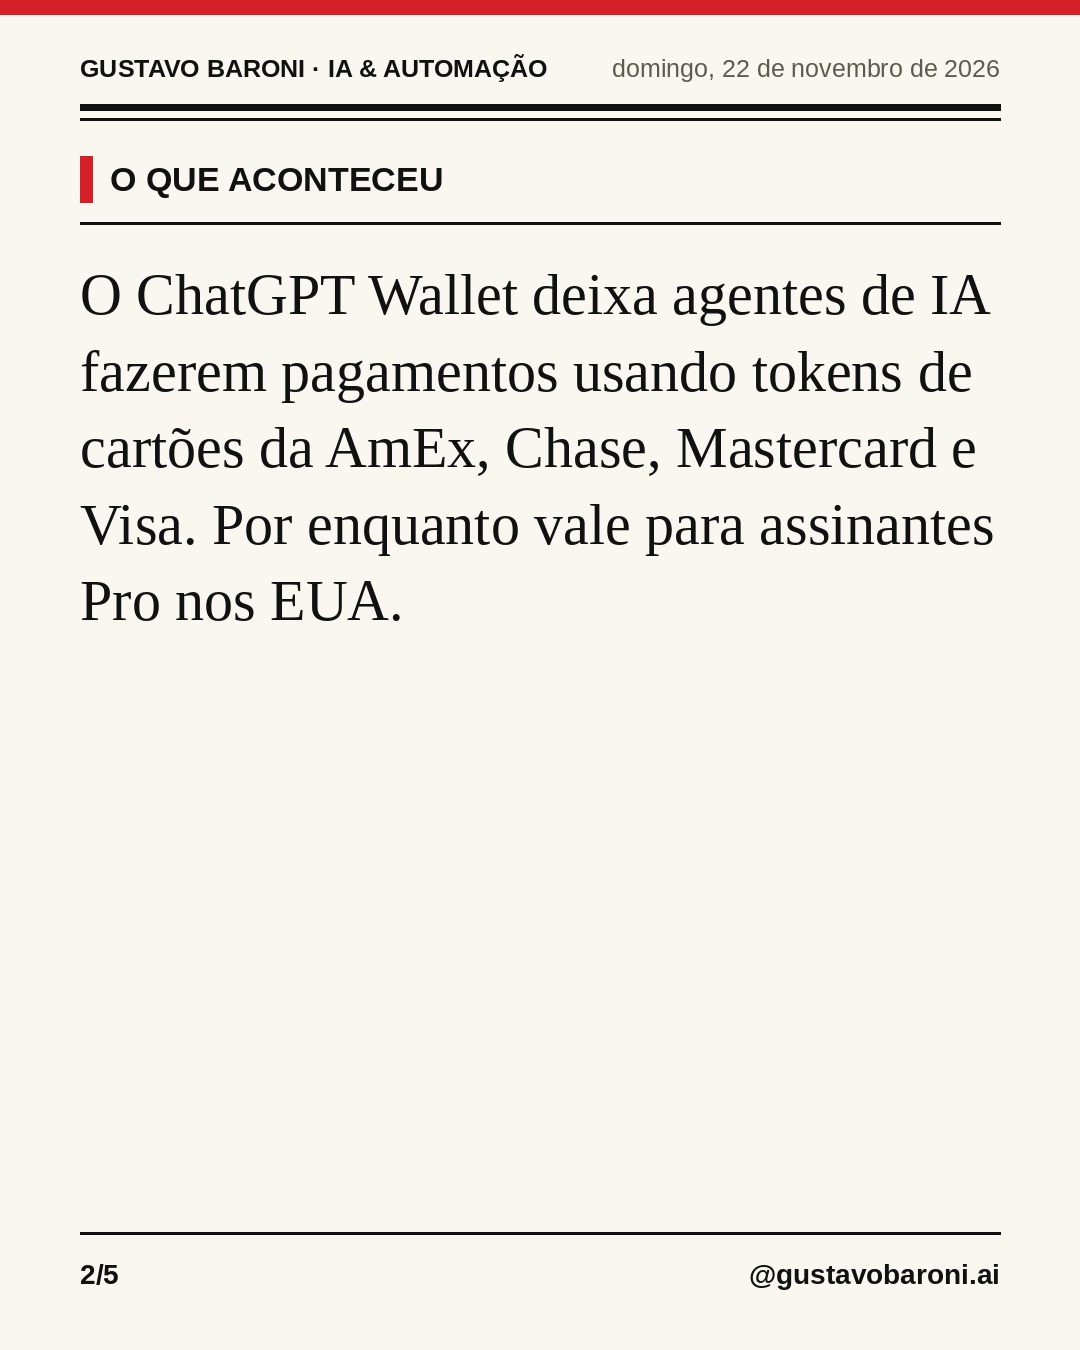 GUSTAVO BARONI · IA & AUTOMAÇÃO
domingo, 22 de novembro de 2026
O QUE ACONTECEU
O ChatGPT Wallet deixa agentes de IA
fazerem pagamentos usando tokens de
cartões da AmEx, Chase, Mastercard e
Visa. Por enquanto vale para assinantes
Pro nos EUA.
2/5
@gustavobaroni.ai